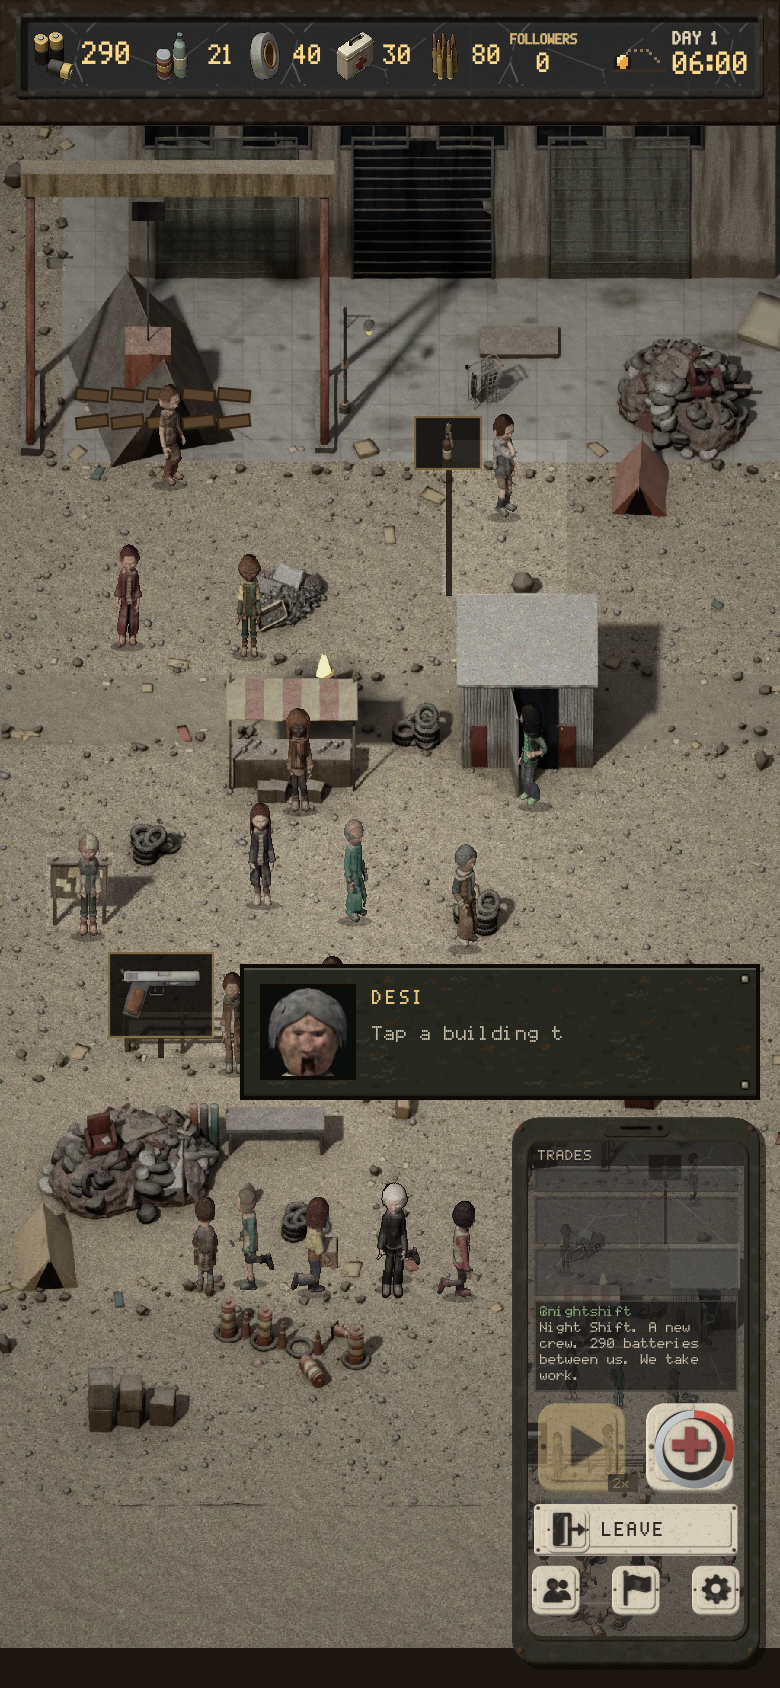 290 21 40 30 80 FOLLOWERS 0 DAY 1 06:00
DESI
Tap a building t
TRADES
@nightshift
Night Shift. A new
crew. 290 batteries
between us. We take
work.
2x
LEAVE